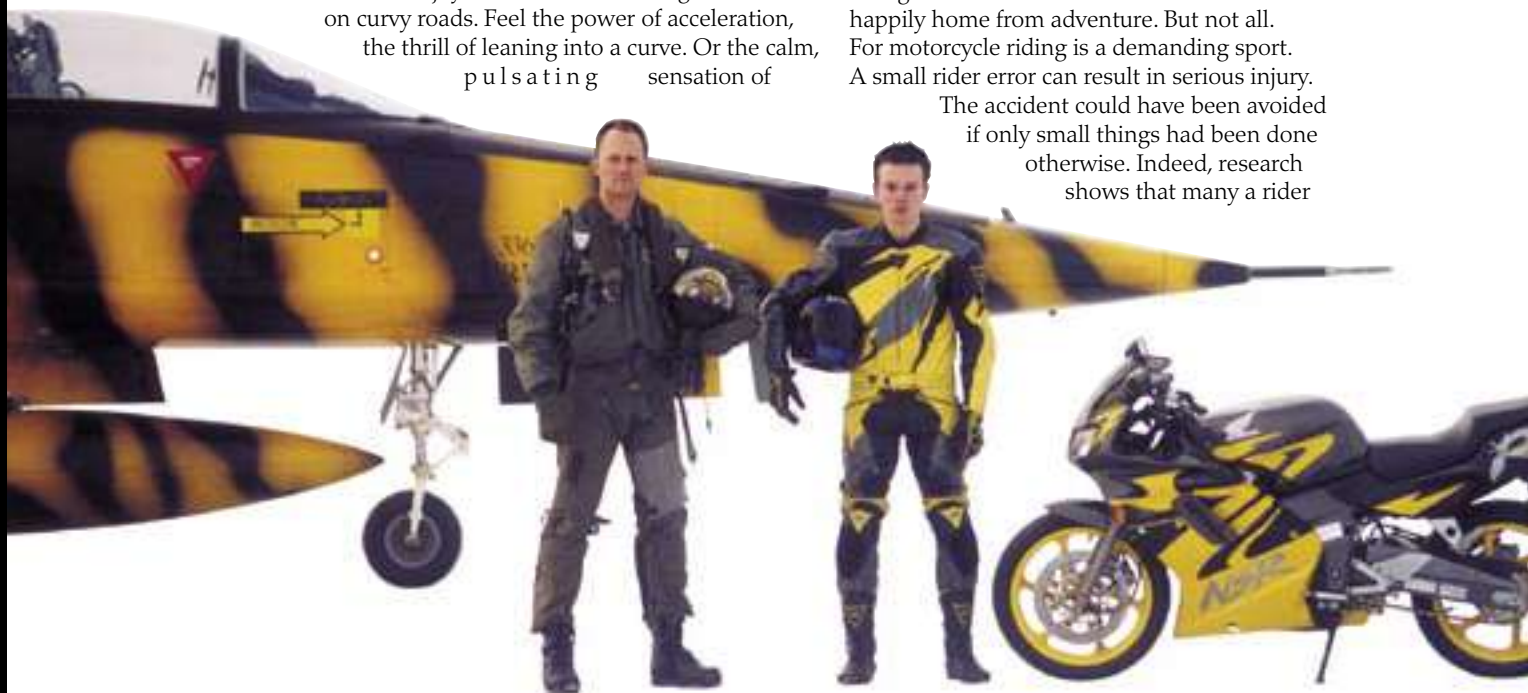 on curvy roads. Feel the power of acceleration,
the thrill of leaning into a curve. Or the calm,
pulsating sensation of
happily home from adventure. But not all.
For motorcycle riding is a demanding sport.
A small rider error can result in serious injury.
The accident could have been avoided
if only small things had been done
otherwise. Indeed, research
shows that many a rider
Ninja